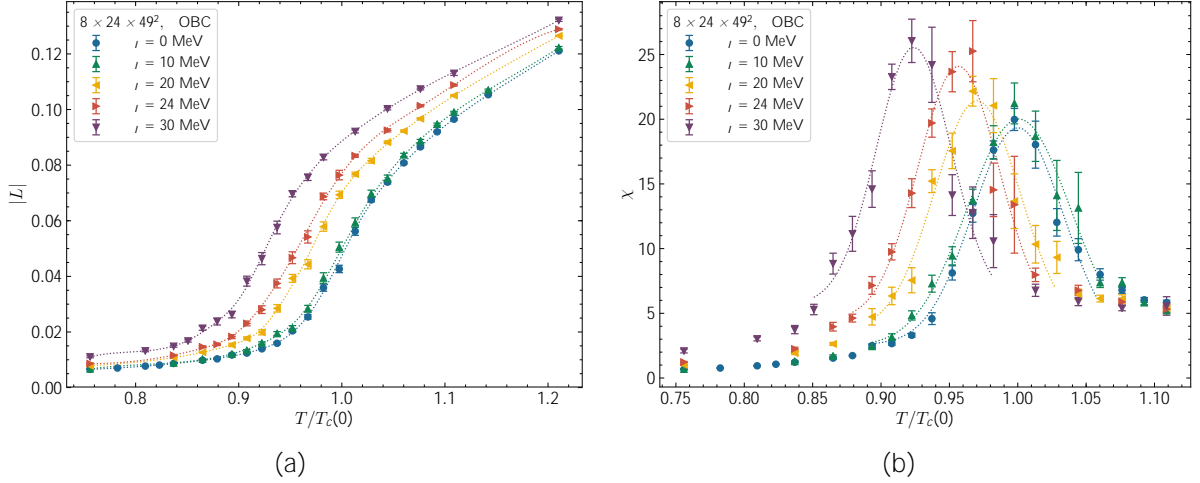 8 × 24 × 49², OBC
ı = 0 MeV
ı = 10 MeV
ı = 20 MeV
ı = 24 MeV
ı = 30 MeV
|L|
0.12
0.10
0.08
0.06
0.04
0.02
0.00
0.8 0.9 1.0 1.1 1.2
T/T_c(0)
(a)
8 × 24 × 49², OBC
ı = 0 MeV
ı = 10 MeV
ı = 20 MeV
ı = 24 MeV
ı = 30 MeV
χ
25
20
15
10
5
0
0.75 0.80 0.85 0.90 0.95 1.00 1.05 1.10
T/T_c(0)
(b)